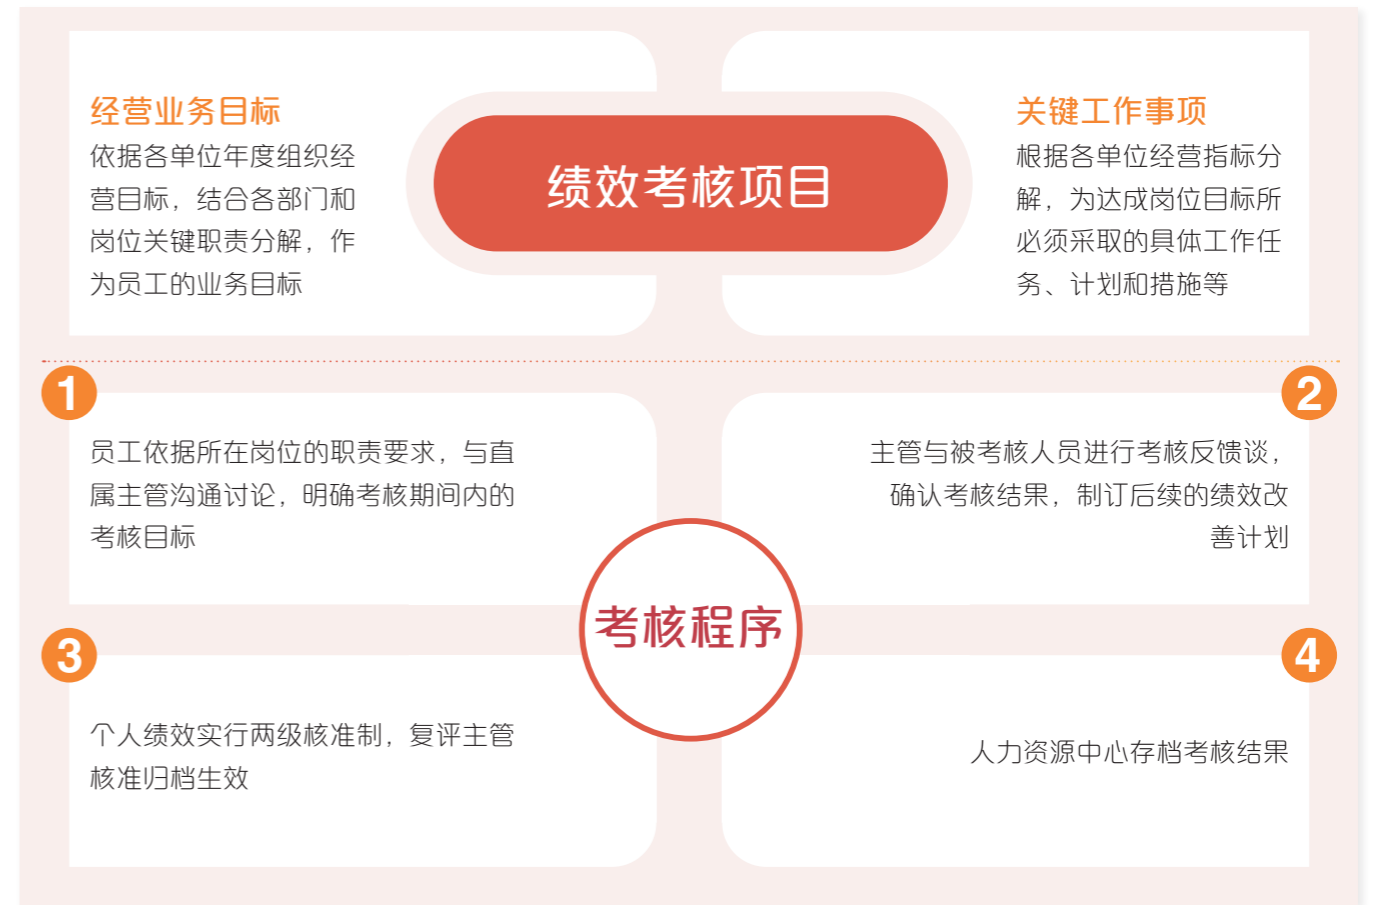 经营业务目标
依据各单位年度组织经
营目标，结合各部门和
岗位关键职责分解，作
为员工的业务目标
绩效考核项目
关键工作事项
根据各单位经营指标分
解，为达成岗位目标所
必须采取的具体工作任
务、计划和措施等
1
员工依据所在岗位的职责要求，与直
属主管沟通讨论，明确考核期间内的
考核目标
2
主管与被考核人员进行考核反馈谈，
确认考核结果，制订后续的绩效改
善计划
考核程序
3
个人绩效实行两级核准制，复评主管
核准归档生效
4
人力资源中心存档考核结果